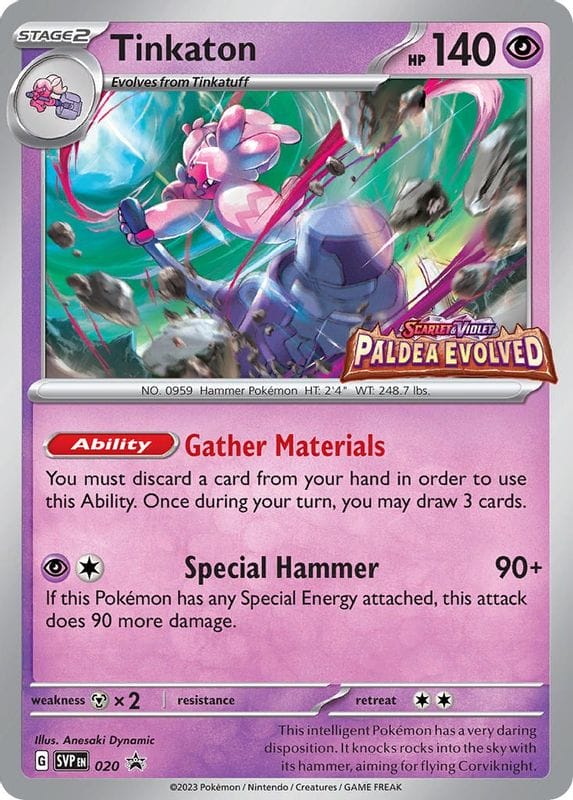 STAGE2
Tinkaton
HP 140
Evolves from Tinkatuff
SCARLET & VIOLET
PALDEA EVOLVED
NO. 0959 Hammer Pokémon HT: 2'4" WT: 248.7 lbs.
Ability Gather Materials
You must discard a card from your hand in order to use
this Ability. Once during your turn, you may draw 3 cards.
Special Hammer 90+
If this Pokémon has any Special Energy attached, this attack
does 90 more damage.
weakness ×2 resistance retreat
Illus. Anesaki Dynamic
G SVP EN 020
This intelligent Pokémon has a very daring
disposition. It knocks rocks into the sky with
its hammer, aiming for flying Corviknight.
©2023 Pokémon / Nintendo / Creatures / GAME FREAK